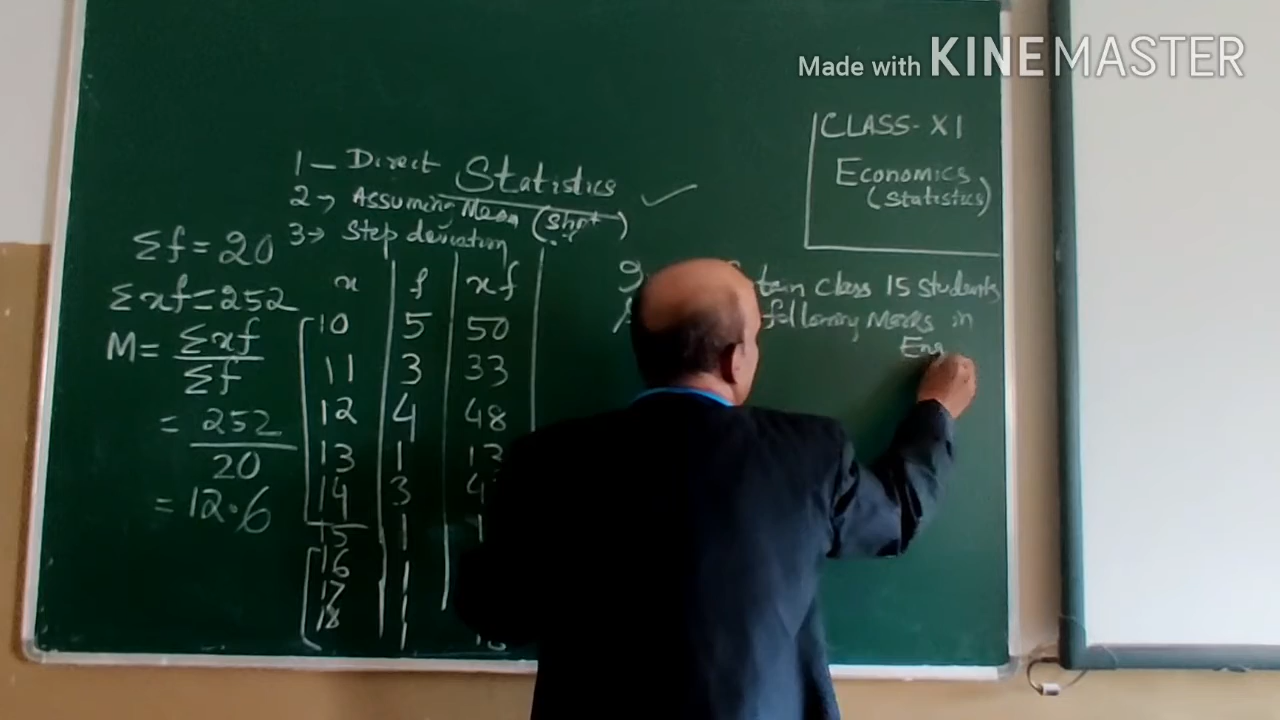 Made with KINEMASTER
CLASS-XI
Economics
(Statistics)
1 - Direct
Statistics
2 → Assuming Mean (Short)
3 → Step deviation
Σf = 20
Σxf = 252
M = Σxf
Σf
= 252
20
= 12.6
x f xf
10 5 50
11 3 33
12 4 48
13 1 13
14 3
15 1
16 1
17 1
18 1
class 15 students
following Marks in
Eng